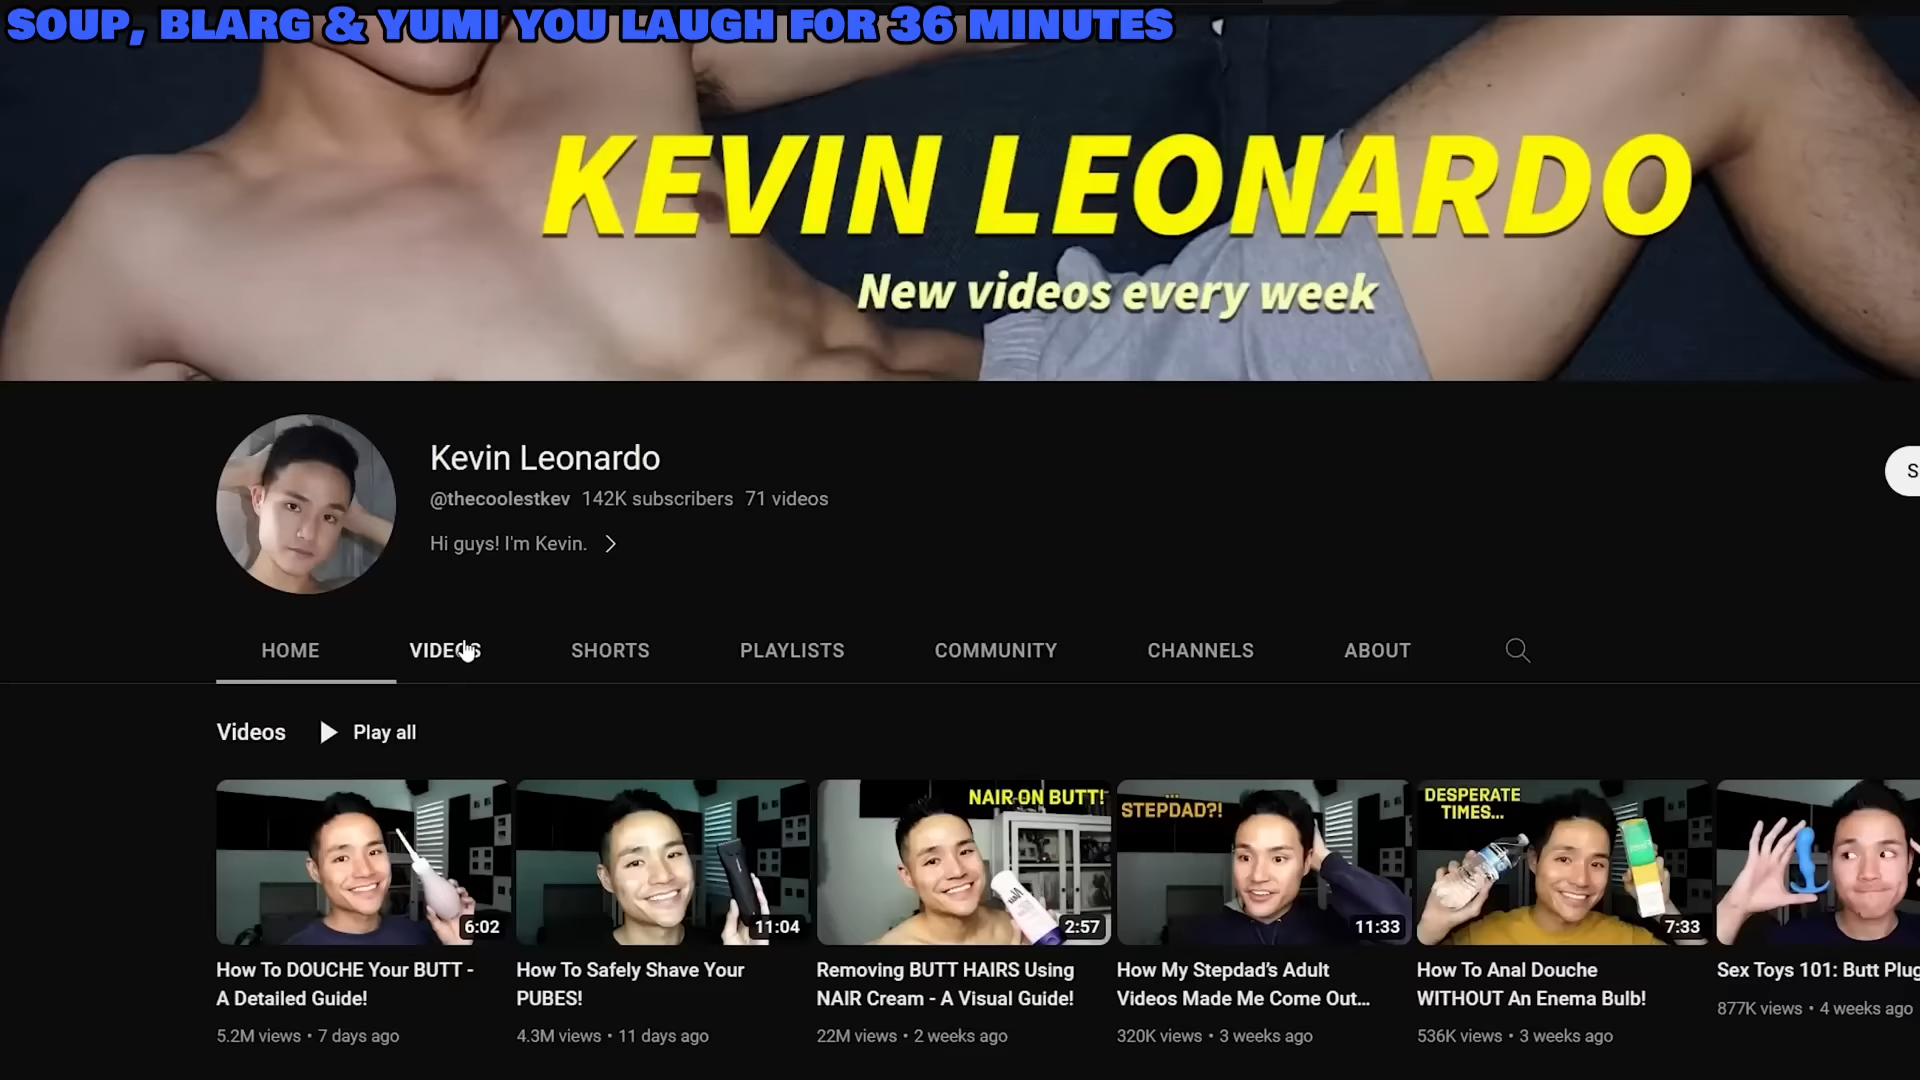 SOUP, BLARG & YUMI YOU LAUGH FOR 36 MINUTES
KEVIN LEONARDO
New videos every week
Kevin Leonardo
@thecoolestkev 142K subscribers 71 videos
Hi guys! I'm Kevin.
S
HOME VIDEOS SHORTS PLAYLISTS COMMUNITY CHANNELS ABOUT
Videos Play all
6:02
11:04
NAIR ON BUTT!
NAIR
2:57
... STEPDAD?!
11:33
DESPERATE
TIMES...
7:33
How To DOUCHE Your BUTT -
A Detailed Guide!
5.2M views • 7 days ago
How To Safely Shave Your
PUBES!
4.3M views • 11 days ago
Removing BUTT HAIRS Using
NAIR Cream - A Visual Guide!
22M views • 2 weeks ago
How My Stepdad’s Adult
Videos Made Me Come Out...
320K views • 3 weeks ago
How To Anal Douche
WITHOUT An Enema Bulb!
536K views • 3 weeks ago
Sex Toys 101: Butt Plug
877K views • 4 weeks ago